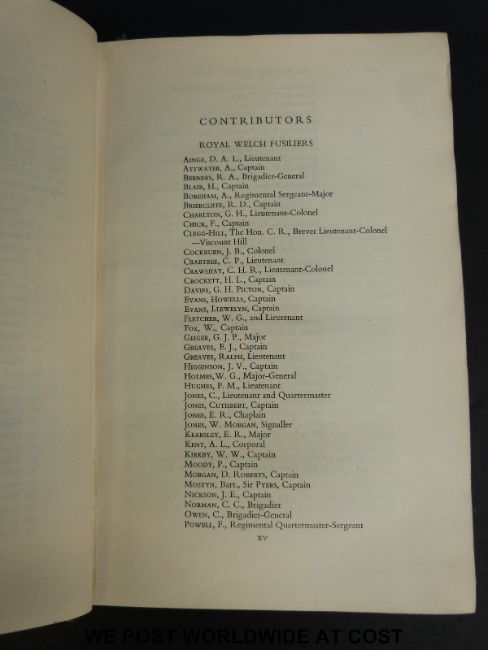 CONTRIBUTORS
ROYAL WELCH FUSILIERS
AINGE, D. A. L., Lieutenant
ATTWATER, A., Captain
BERNERS, R. A., Brigadier-General
BLAIR, H., Captain
BOREHAM, A., Regimental Sergeant-Major
BRIERCLIFFE, R. D., Captain
CHARLTON, G. H., Lieutenant-Colonel
CHICK, F., Captain
CLEGG-HILL, The Hon. C. R., Brevet Lieutenant-Colonel
—Viscount Hill
COCKBURN, J. B., Colonel
CRABTREE, C. P., Lieutenant
CRAWSHAY, C. H. R., Lieutenant-Colonel
CROCKETT, H. L., Captain
DAVIES, G. H. PICTON, Captain
EVANS, HOWELLS, Captain
EVANS, LLEWELYN, Captain
FLETCHER, W. G., 2nd Lieutenant
FOX, W., Captain
GEIGER, G. J. P., Major
GREAVES, E. J., Captain
GREAVES, RALPH, Lieutenant
HIGGINSON, J. V., Captain
HOLMES, W. G., Major-General
HUGHES, F. M., Lieutenant
JONES, C., Lieutenant and Quartermaster
JONES, CUTHBERT, Captain
JONES, E. R., Chaplain
JONES, W. MORGAN, Signaller
KEARSLEY, E. R., Major
KENT, A. L., Corporal
KIRKBY, W. W., Captain
MOODY, P., Captain
MORGAN, D. ROBERTS, Captain
MOSTYN, Bart., Sir PYERS, Captain
NICKSON, J. E., Captain
NORMAN, C. C., Brigadier
OWEN, C., Brigadier-General
POWELL, F., Regimental Quartermaster-Sergeant
XV
WE POST WORLDWIDE AT COST